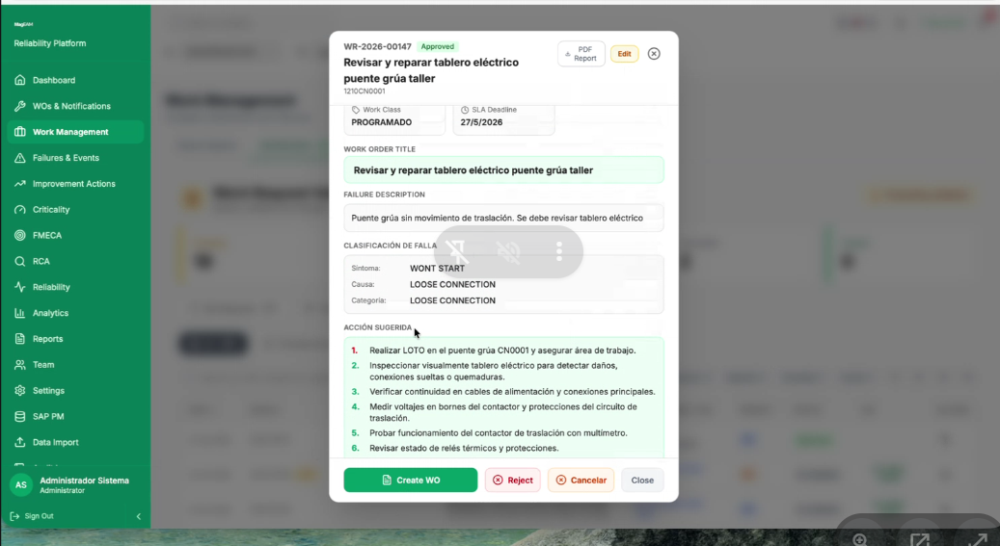 MagEAM
Reliability Platform
Dashboard
WOs & Notifications
Work Management
Failures & Events
Improvement Actions
Criticality
FMECA
RCA
Reliability
Analytics
Reports
Team
Settings
SAP PM
Data Import
AS
Administrador Sistema
Administrator
Sign Out
WR-2026-00147 Approved
Revisar y reparar tablero eléctrico
puente grúa taller
1210CN0001
PDF
Report
Edit
Work Class
PROGRAMADO
SLA Deadline
27/5/2026
WORK ORDER TITLE
Revisar y reparar tablero eléctrico puente grúa taller
FAILURE DESCRIPTION
Puente grúa sin movimiento de traslación. Se debe revisar tablero eléctrico
CLASIFICACIÓN DE FALLA
Síntoma: WONT START
Causa: LOOSE CONNECTION
Categoría: LOOSE CONNECTION
ACCIÓN SUGERIDA
1. Realizar LOTO en el puente grúa CN0001 y asegurar área de trabajo.
2. Inspeccionar visualmente tablero eléctrico para detectar daños,
conexiones sueltas o quemaduras.
3. Verificar continuidad en cables de alimentación y conexiones principales.
4. Medir voltajes en bornes del contactor y protecciones del circuito de
traslación.
5. Probar funcionamiento del contactor de traslación con multímetro.
6. Revisar estado de relés térmicos y protecciones.
Create WO
Reject
Cancelar
Close
Work Management